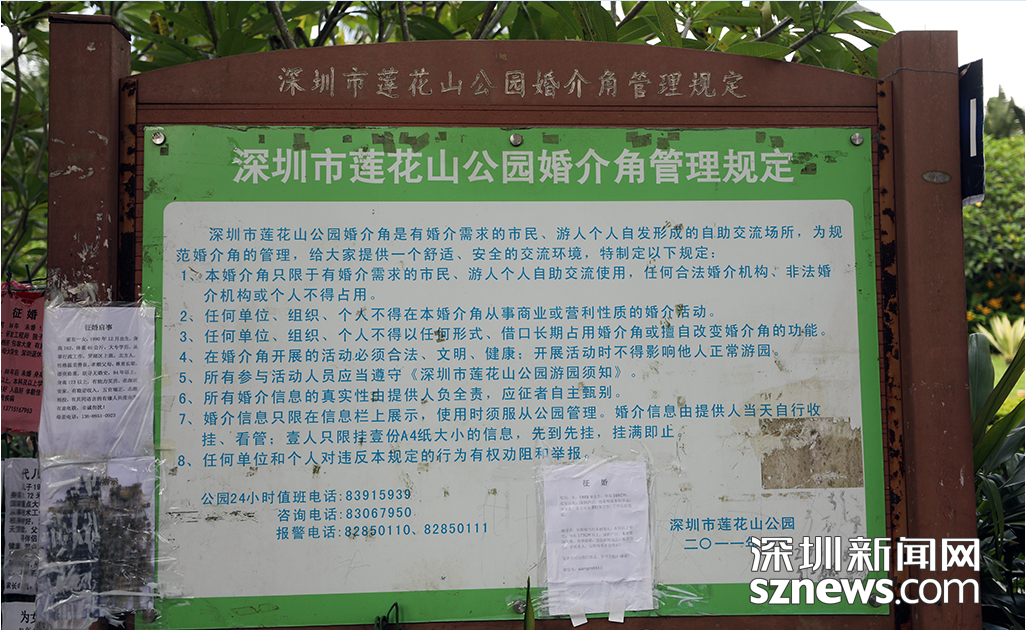 深圳市莲花山公园婚介角管理规定
深圳市莲花山公园婚介角管理规定
深圳市莲花山公园婚介角是有婚介需求的市民、游人个人自发形成的自助交流场所，为规
范婚介角的管理，给大家提供一个舒适、安全的交流环境，特制定以下规定：
1、本婚介角只限于有婚介需求的市民、游人个人自助交流使用，任何合法婚介机构、非法婚
介机构或个人不得占用。
2、任何单位、组织、个人不得在本婚介角从事商业或营利性质的婚介活动。
3、任何单位、组织、个人不得以任何形式、借口长期占用婚介角或擅自改变婚介角的功能。
4、在婚介角开展的活动必须合法、文明、健康；开展活动时不得影响他人正常游园。
5、所有参与活动人员应当遵守《深圳市莲花山公园游园须知》。
6、所有婚介信息的真实性由提供人负全责，应征者自主甄别。
7、婚介信息只限在信息栏上展示，使用时须服从公园管理。婚介信息由提供人当天自行收
挂、看管；壹人只限挂壹份A4纸大小的信息，先到先挂，挂满即止。
8、任何单位和个人对违反本规定的行为有权劝阻和举报。
公园24小时值班电话：83915939
咨询电话：83067950
报警电话：82850110、82850111
深圳市莲花山公园
二〇一一年
征婚启事
征婚
征 婚
深圳新闻网
sznews.com